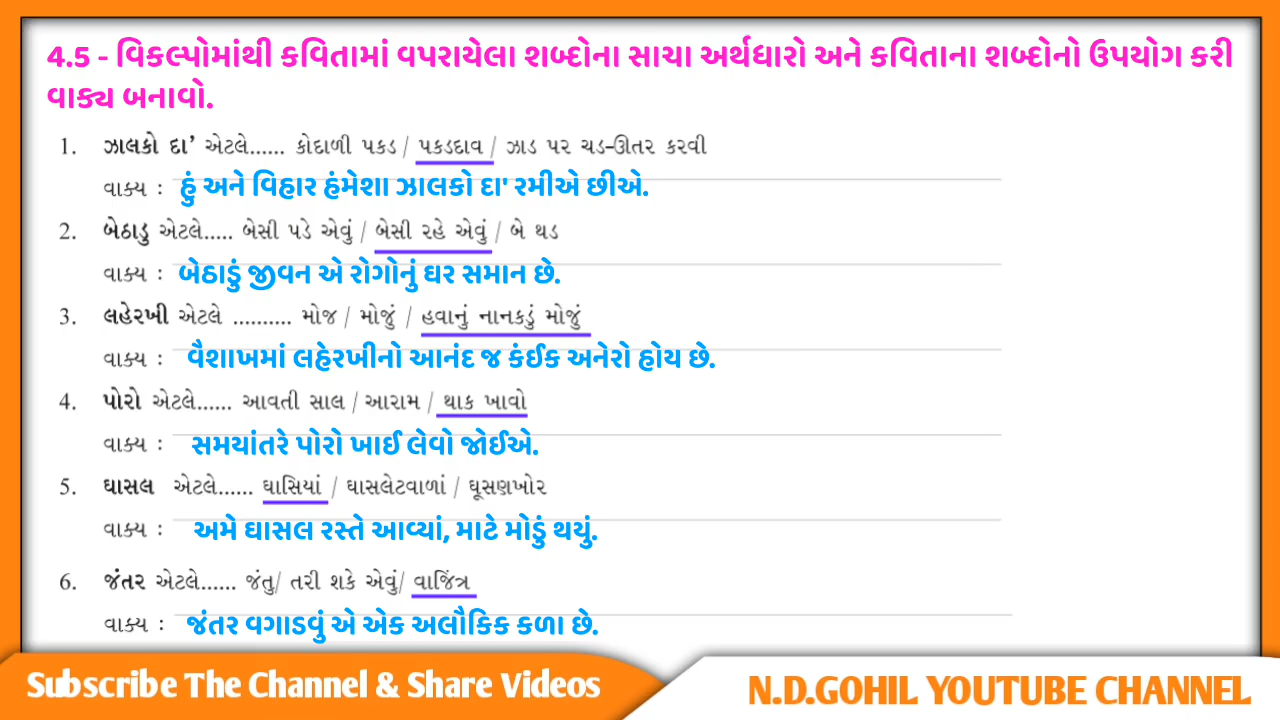 4.5 - વિકલ્પોમાંથી કવિતામાં વપરાયેલા શબ્દોના સાચા અર્થધારો અને કવિતાના શબ્દોનો ઉપયોગ કરી
વાક્ય બનાવો.
1. ઝાલકો દા’ એટલે...... કોદાળી પકડ / પકડદાવ / ઝાડ પર ચડ-ઊતર કરવી
વાક્ય : હું અને વિહાર હંમેશા ઝાલકો દા' રમીએ છીએ.
2. બેઠાડુ એટલે..... બેસી પડે એવું / બેસી રહે એવું / બે થડ
વાક્ય : બેઠાડું જીવન એ રોગોનું ઘર સમાન છે.
3. લહેરખી એટલે .......... મોજ / મોજું / હવાનું નાનકડું મોજું
વાક્ય : વૈશાખમાં લહેરખીનો આનંદ જ કંઈક અનેરો હોય છે.
4. પોરો એટલે...... આવતી સાલ / આરામ / થાક ખાવો
વાક્ય : સમયાંતરે પોરો ખાઈ લેવો જોઈએ.
5. ઘાસલ એટલે...... ઘાસિયાં / ઘાસલેટવાળાં / ઘૂસણખોર
વાક્ય : અમે ઘાસલ રસ્તે આવ્યાં, માટે મોડું થયું.
6. જંતર એટલે...... જંતુ/ તરી શકે એવું/ વાજિંત્ર
વાક્ય : જંતર વગાડવું એ એક અલૌકિક કળા છે.
Subscribe The Channel & Share Videos
N.D.GOHIL YOUTUBE CHANNEL